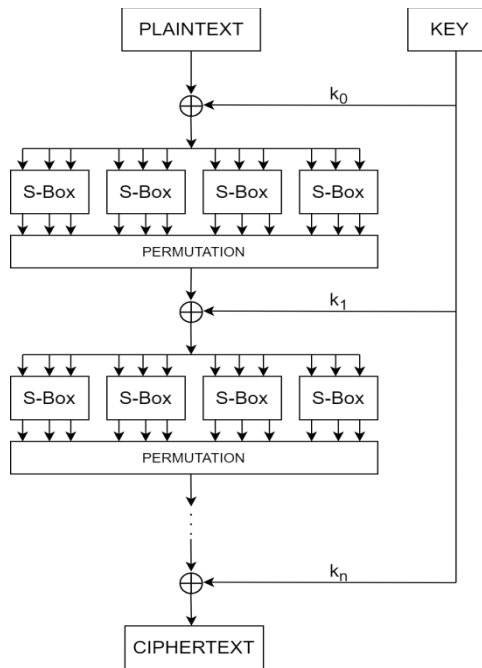 PLAINTEXT KEY
k₀
S-Box S-Box S-Box S-Box
PERMUTATION
k₁
S-Box S-Box S-Box S-Box
PERMUTATION
kₙ
CIPHERTEXT